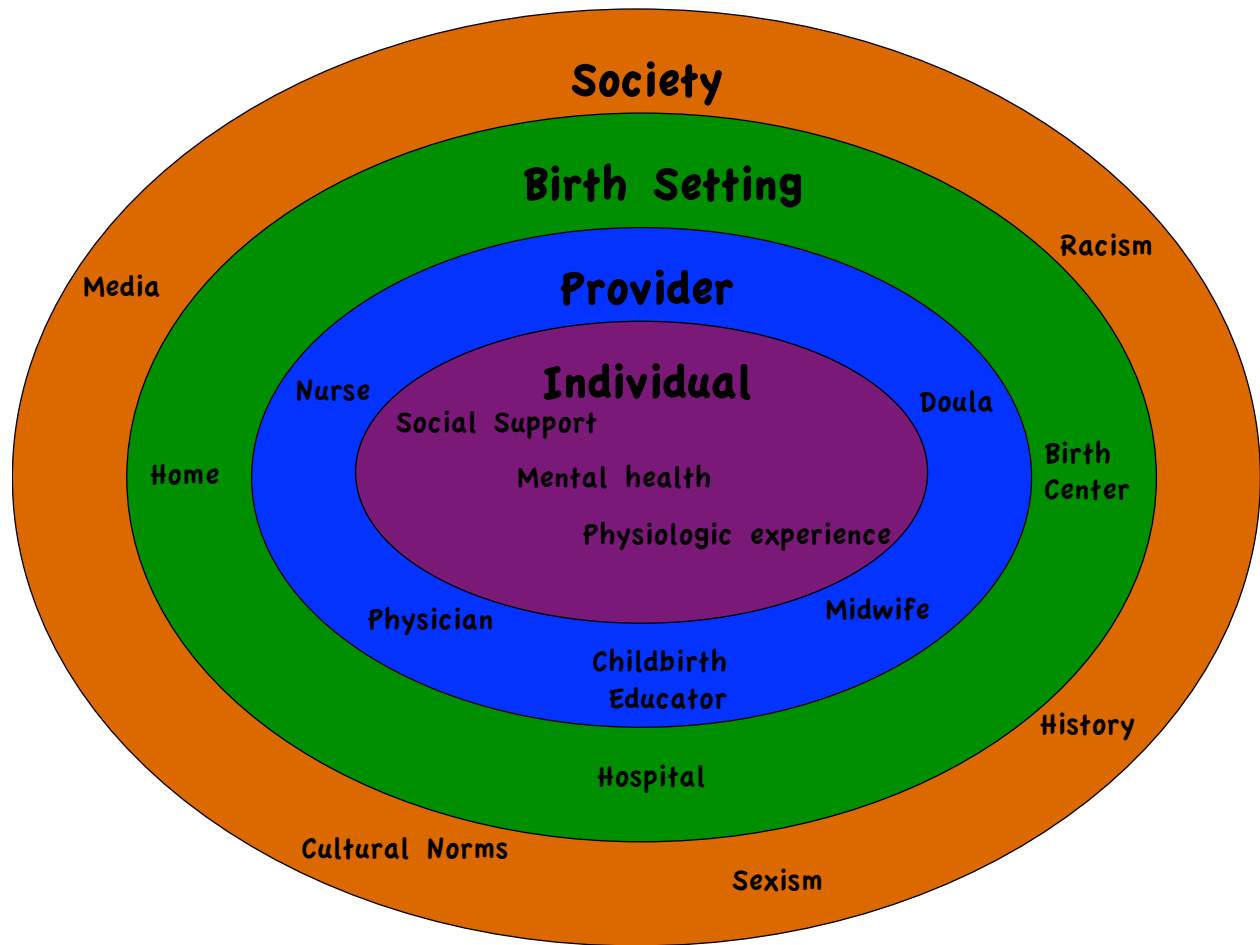 Society
Birth Setting
Racism
Media
Provider
Individual
Nurse
Doula
Social Support
Birth
Center
Home
Mental health
Physiologic experience
Physician
Midwife
Childbirth
Educator
History
Hospital
Cultural Norms
Sexism